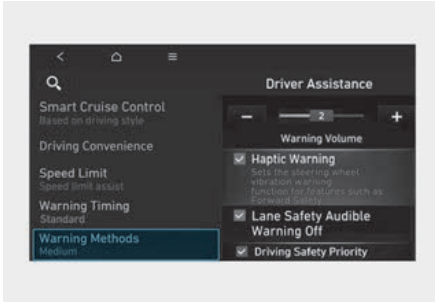 Driver Assistance
Smart Cruise Control
Based on driving style
Driving Convenience
Speed Limit
Speed limit assist
Warning Timing
Standard
Warning Methods
Medium
− 2 +
Warning Volume
Haptic Warning
Sets the steering wheel
vibration warning
function for features such as
Forward Safety.
Lane Safety Audible
Warning Off
Driving Safety Priority